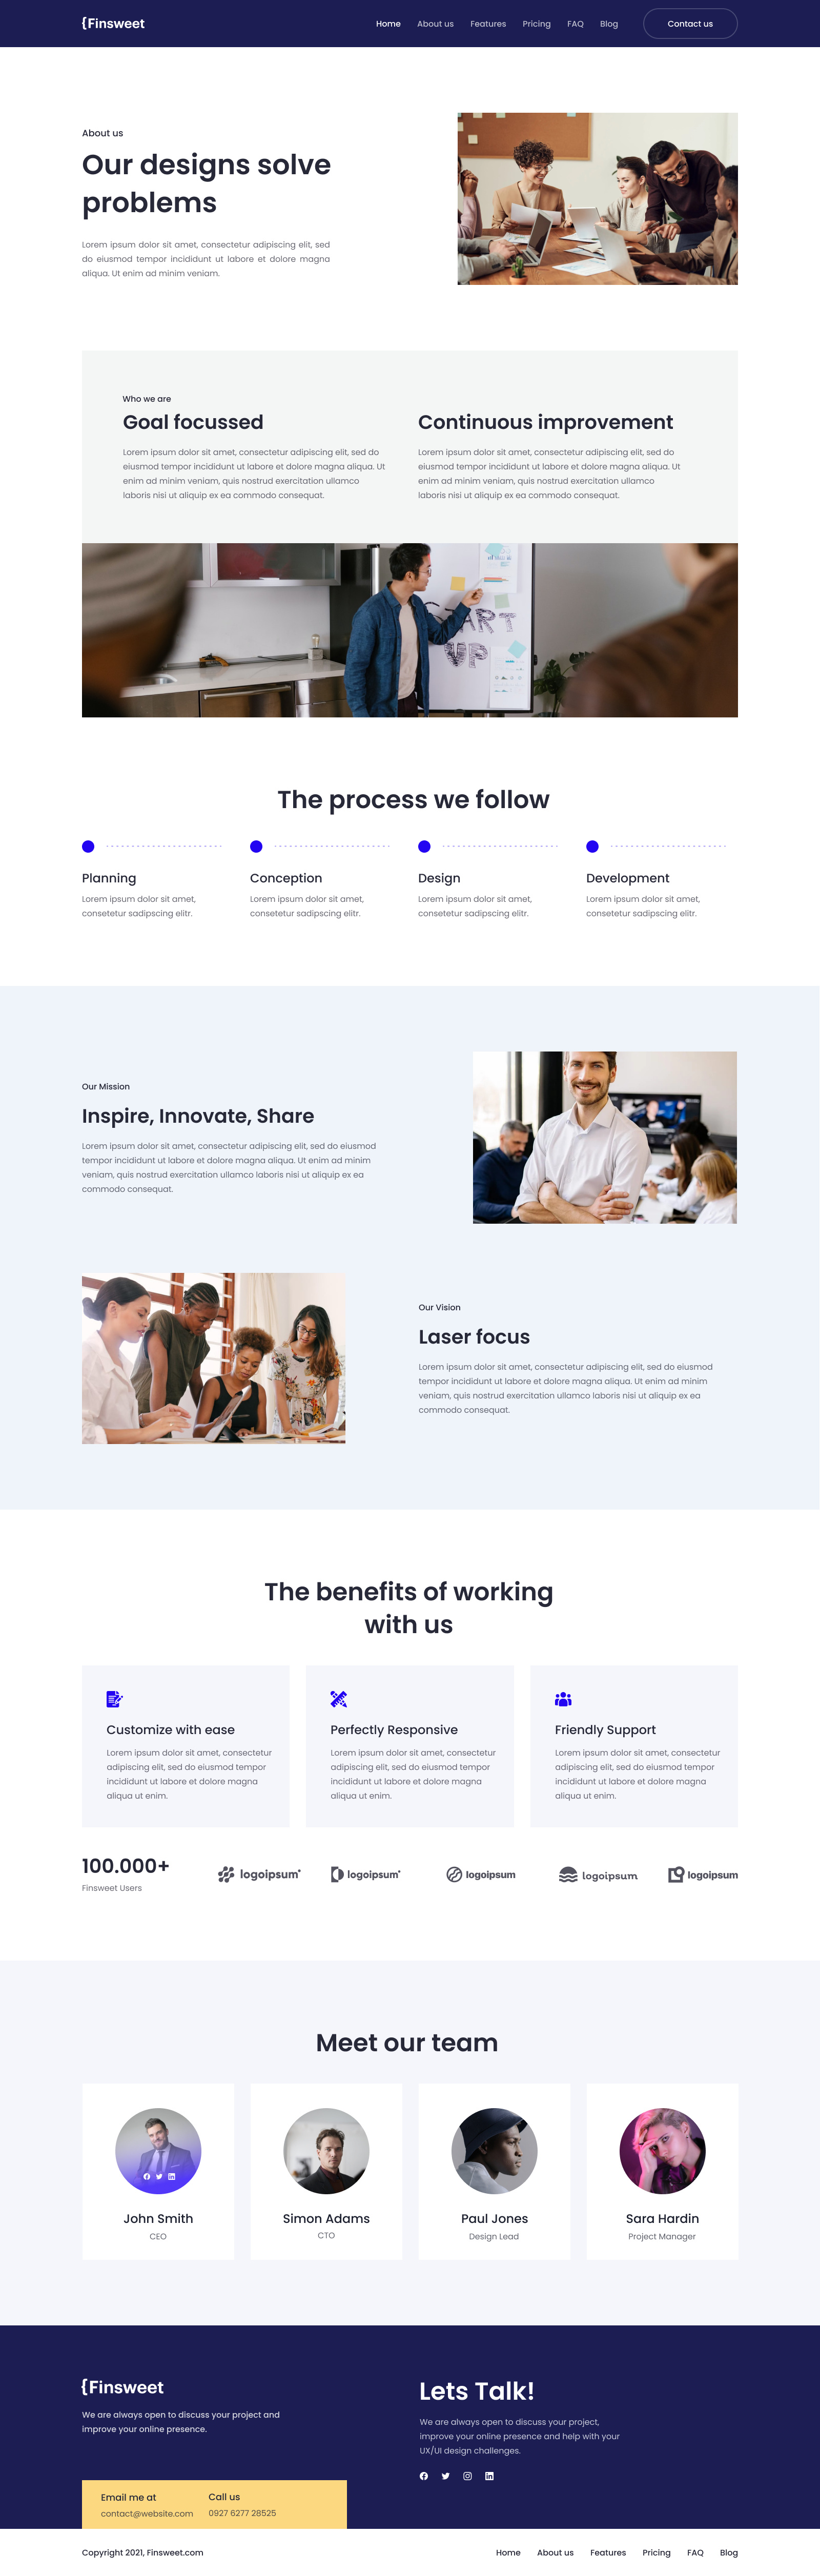 {Finsweet
Home About us Features Pricing FAQ Blog Contact us
About us
Our designs solve
problems
Lorem ipsum dolor sit amet, consectetur adipiscing elit, sed
do eiusmod tempor incididunt ut labore et dolore magna
aliqua. Ut enim ad minim veniam.
Who we are
Goal focussed
Lorem ipsum dolor sit amet, consectetur adipiscing elit, sed do
eiusmod tempor incididunt ut labore et dolore magna aliqua. Ut
enim ad minim veniam, quis nostrud exercitation ullamco
laboris nisi ut aliquip ex ea commodo consequat.
Continuous improvement
Lorem ipsum dolor sit amet, consectetur adipiscing elit, sed do
eiusmod tempor incididunt ut labore et dolore magna aliqua. Ut
enim ad minim veniam, quis nostrud exercitation ullamco
laboris nisi ut aliquip ex ea commodo consequat.
START
UP
The process we follow
Planning
Lorem ipsum dolor sit amet,
consetetur sadipscing elitr.
Conception
Lorem ipsum dolor sit amet,
consetetur sadipscing elitr.
Design
Lorem ipsum dolor sit amet,
consetetur sadipscing elitr.
Development
Lorem ipsum dolor sit amet,
consetetur sadipscing elitr.
Our Mission
Inspire, Innovate, Share
Lorem ipsum dolor sit amet, consectetur adipiscing elit, sed do eiusmod
tempor incididunt ut labore et dolore magna aliqua. Ut enim ad minim
veniam, quis nostrud exercitation ullamco laboris nisi ut aliquip ex ea
commodo consequat.
Our Vision
Laser focus
Lorem ipsum dolor sit amet, consectetur adipiscing elit, sed do eiusmod
tempor incididunt ut labore et dolore magna aliqua. Ut enim ad minim
veniam, quis nostrud exercitation ullamco laboris nisi ut aliquip ex ea
commodo consequat.
The benefits of working
with us
Customize with ease
Lorem ipsum dolor sit amet, consectetur
adipiscing elit, sed do eiusmod tempor
incididunt ut labore et dolore magna
aliqua ut enim.
Perfectly Responsive
Lorem ipsum dolor sit amet, consectetur
adipiscing elit, sed do eiusmod tempor
incididunt ut labore et dolore magna
aliqua ut enim.
Friendly Support
Lorem ipsum dolor sit amet, consectetur
adipiscing elit, sed do eiusmod tempor
incididunt ut labore et dolore magna
aliqua ut enim.
100.000+
Finsweet Users
logoipsum
logoipsum
logoipsum
logoipsum
logoipsum
Meet our team
John Smith
CEO
Simon Adams
CTO
Paul Jones
Design Lead
Sara Hardin
Project Manager
{Finsweet
We are always open to discuss your project and
improve your online presence.
Email me at
contact@website.com
Call us
0927 6277 28525
Lets Talk!
We are always open to discuss your project,
improve your online presence and help with your
UX/UI design challenges.
Copyright 2021, Finsweet.com
Home About us Features Pricing FAQ Blog